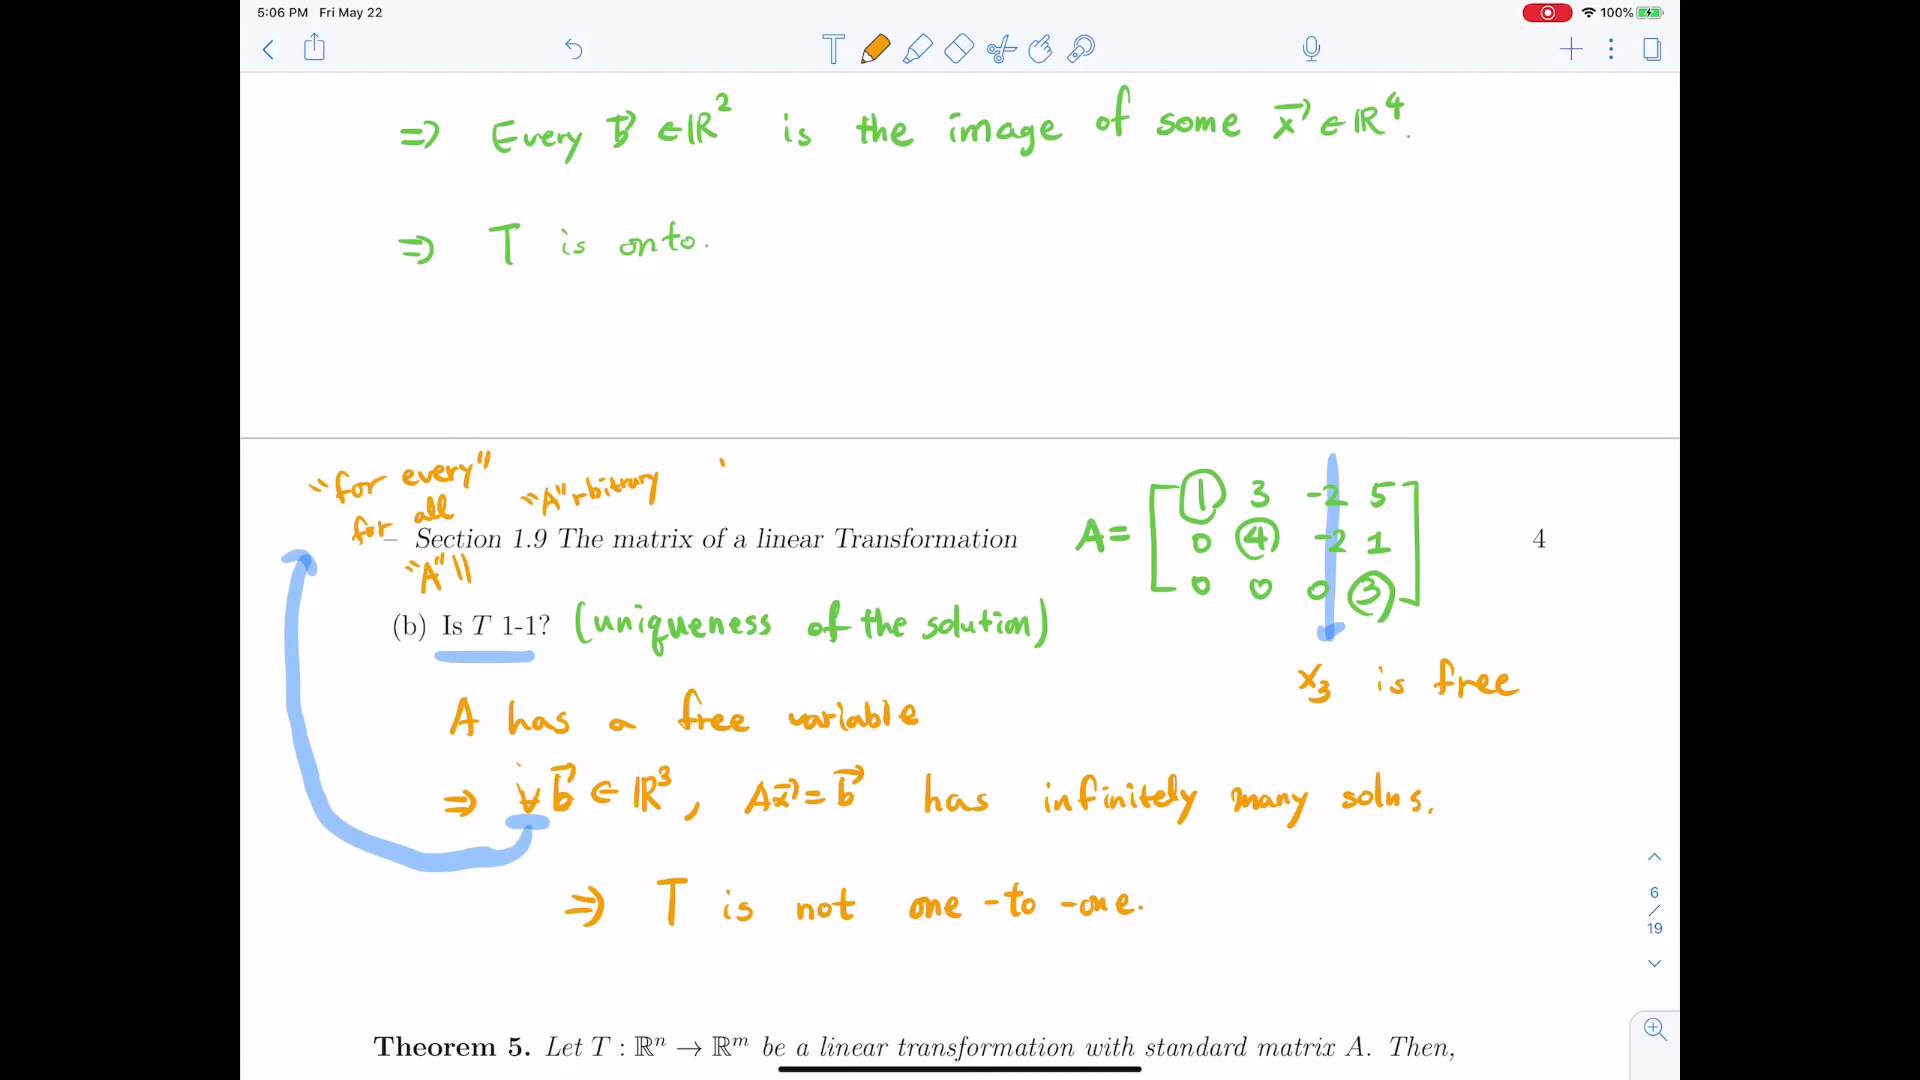 5:06 PM Fri May 22
100%
T
⇒ Every b⃗ ∈ ℝ² is the image of some x⃗ ∈ ℝ⁴.
⇒ T is onto.
"for every"
for all
"A"rbitrary
– Section 1.9 The matrix of a linear Transformation
4
"A"ll
A = [1 3 -2 5
0 4 -2 1
0 0 0 3]
(b) Is T 1-1? (uniqueness of the solution)
x₃ is free
A has a free variable
⇒ ∀ b⃗ ∈ ℝ³, Ax⃗ = b⃗ has infinitely many solns.
⇒ T is not one-to-one.
6
/
19
Theorem 5. Let T : ℝⁿ → ℝᵐ be a linear transformation with standard matrix A. Then,